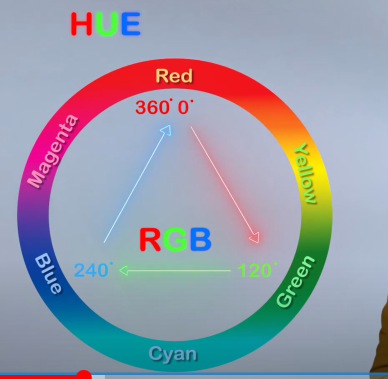 HUE
Red
360° 0°
Magenta
Yellow
RGB
240°
120°
Blue
Green
Cyan